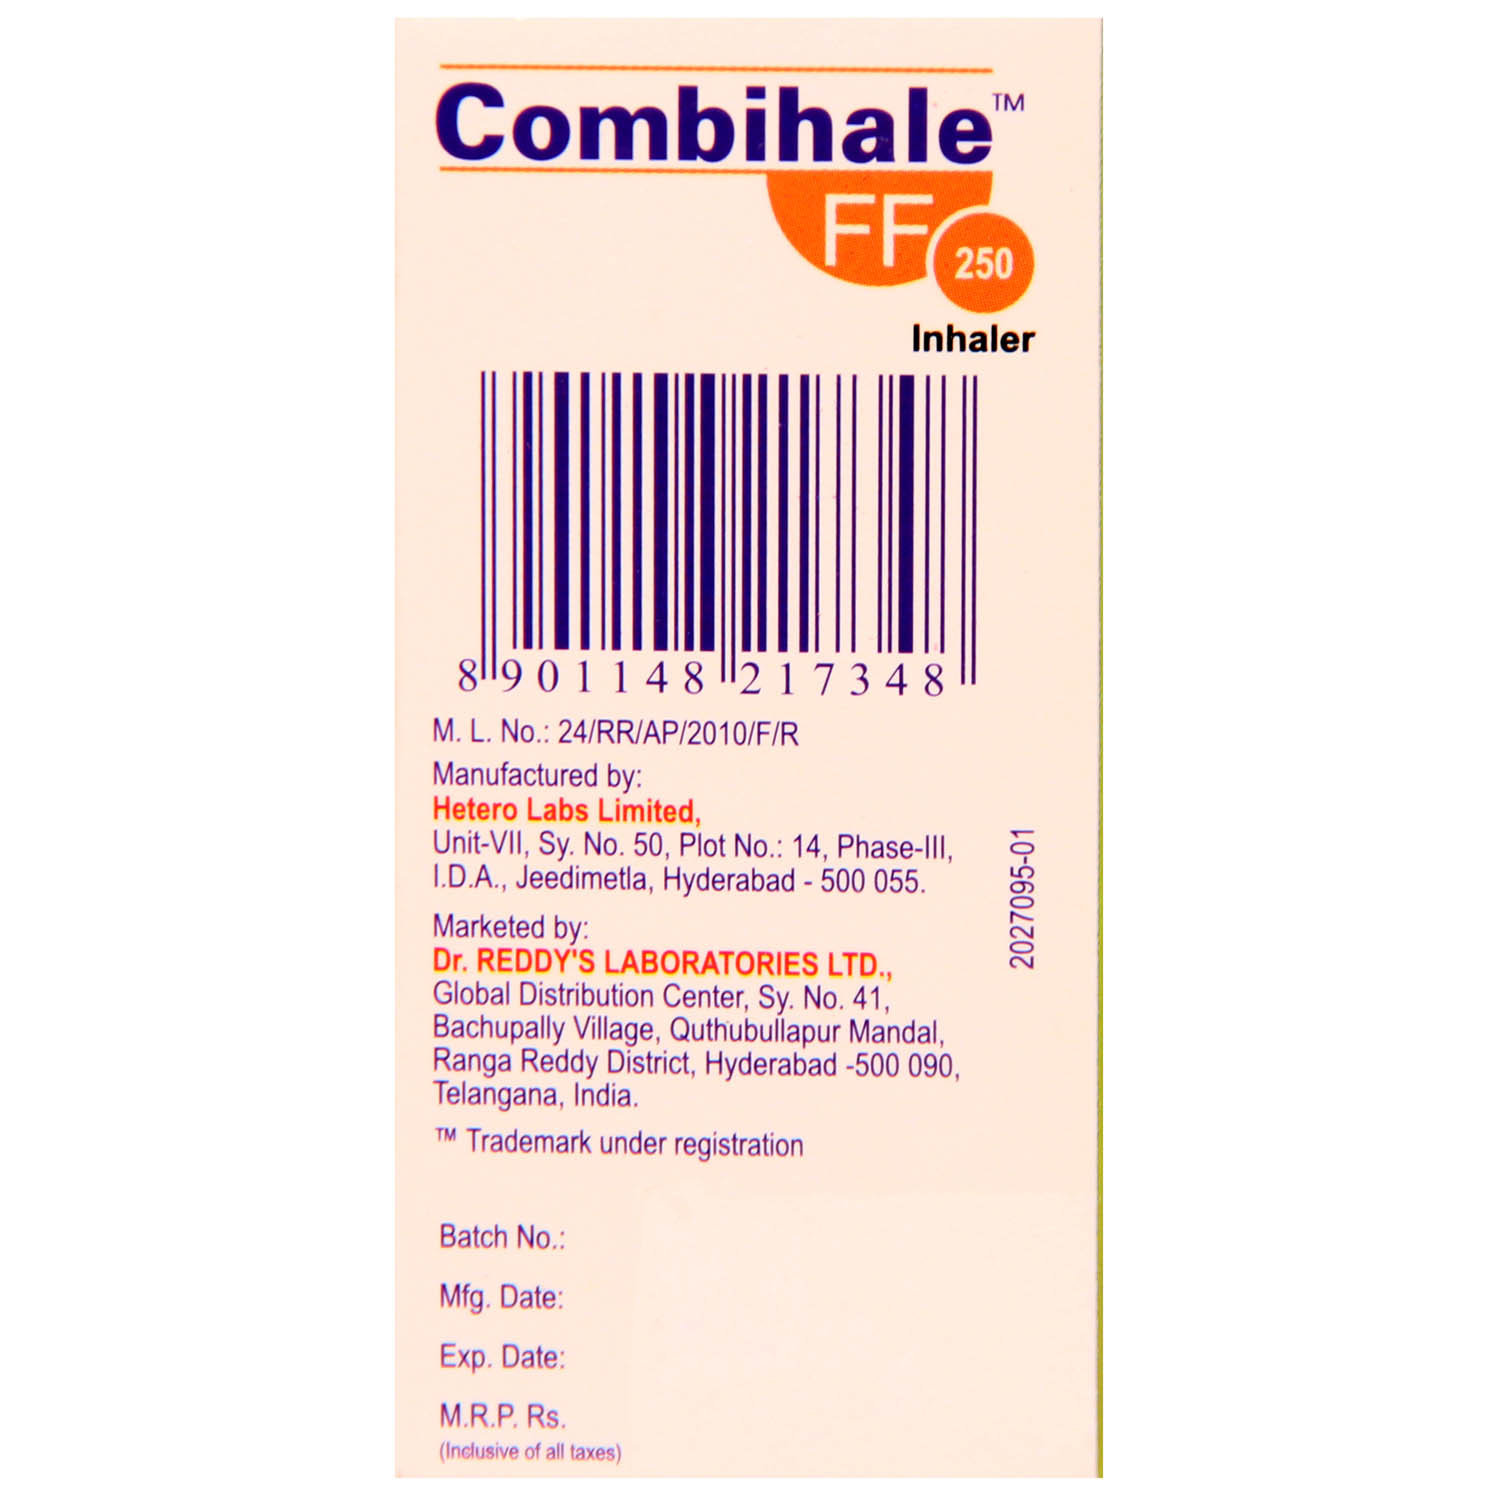 Combihale™
FF
250
Inhaler
8 901148 217348
M. L. No.: 24/RR/AP/2010/F/R
Manufactured by:
Hetero Labs Limited,
Unit-VII, Sy. No. 50, Plot No.: 14, Phase-III,
I.D.A., Jeedimetla, Hyderabad - 500 055.
Marketed by:
Dr. REDDY'S LABORATORIES LTD.,
Global Distribution Center, Sy. No. 41,
Bachupally Village, Quthubullapur Mandal,
Ranga Reddy District, Hyderabad -500 090,
Telangana, India.
™ Trademark under registration
2027095-01
Batch No.:
Mfg. Date:
Exp. Date:
M.R.P. Rs.
(Inclusive of all taxes)